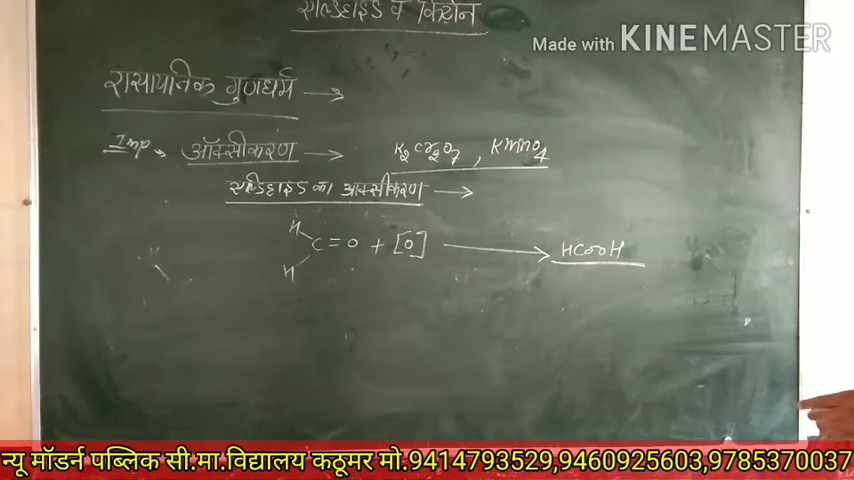 एल्डिहाइड व कीटोन
Made with KINEMASTER
रासायनिक गुणधर्म →
Imp → ऑक्सीकरण → K2Cr2O7, KMnO4
एल्डिहाइड का ऑक्सीकरण →
H
C = O + [O] → HCOOH
H
न्यू मॉडर्न पब्लिक सी.मा.विद्यालय कठूमर मो.9414793529,9460925603,9785370037